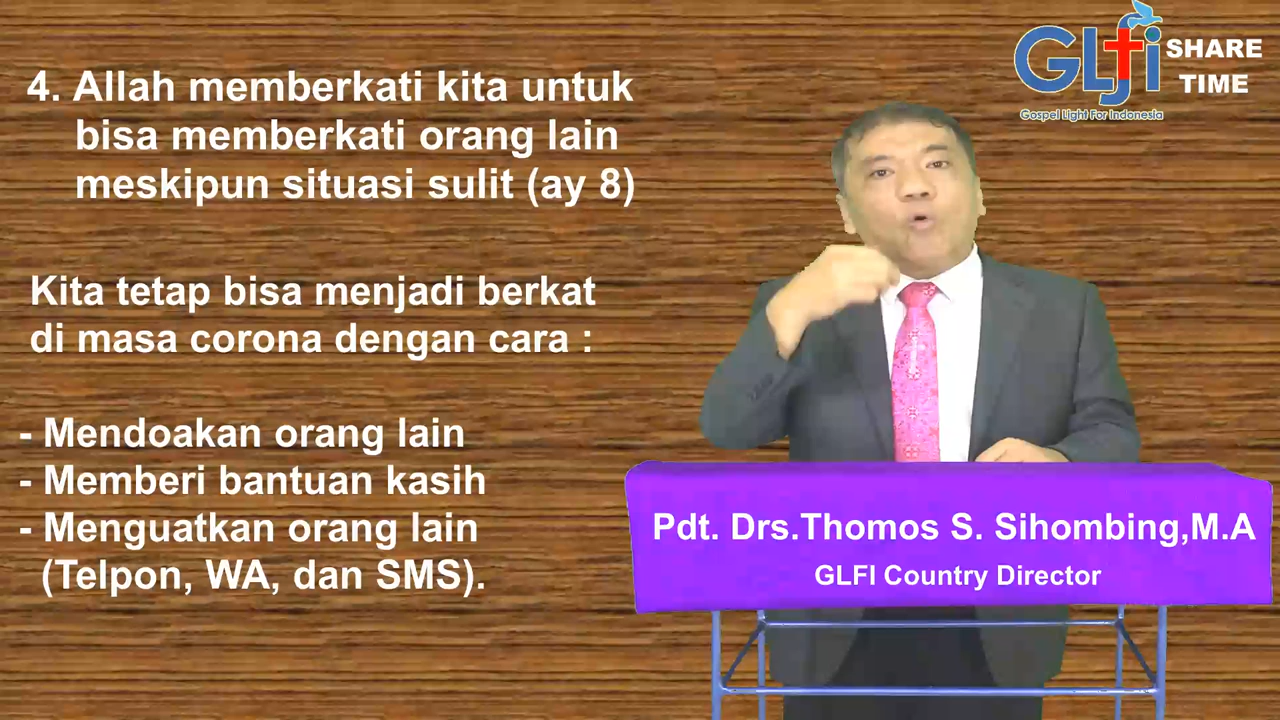 4. Allah memberkati kita untuk
bisa memberkati orang lain
meskipun situasi sulit (ay 8)
Kita tetap bisa menjadi berkat
di masa corona dengan cara :
- Mendoakan orang lain
- Memberi bantuan kasih
- Menguatkan orang lain
(Telpon, WA, dan SMS).
GLfi SHARE
TIME
Gospel Light For Indonesia
Pdt. Drs.Thomos S. Sihombing,M.A
GLFI Country Director